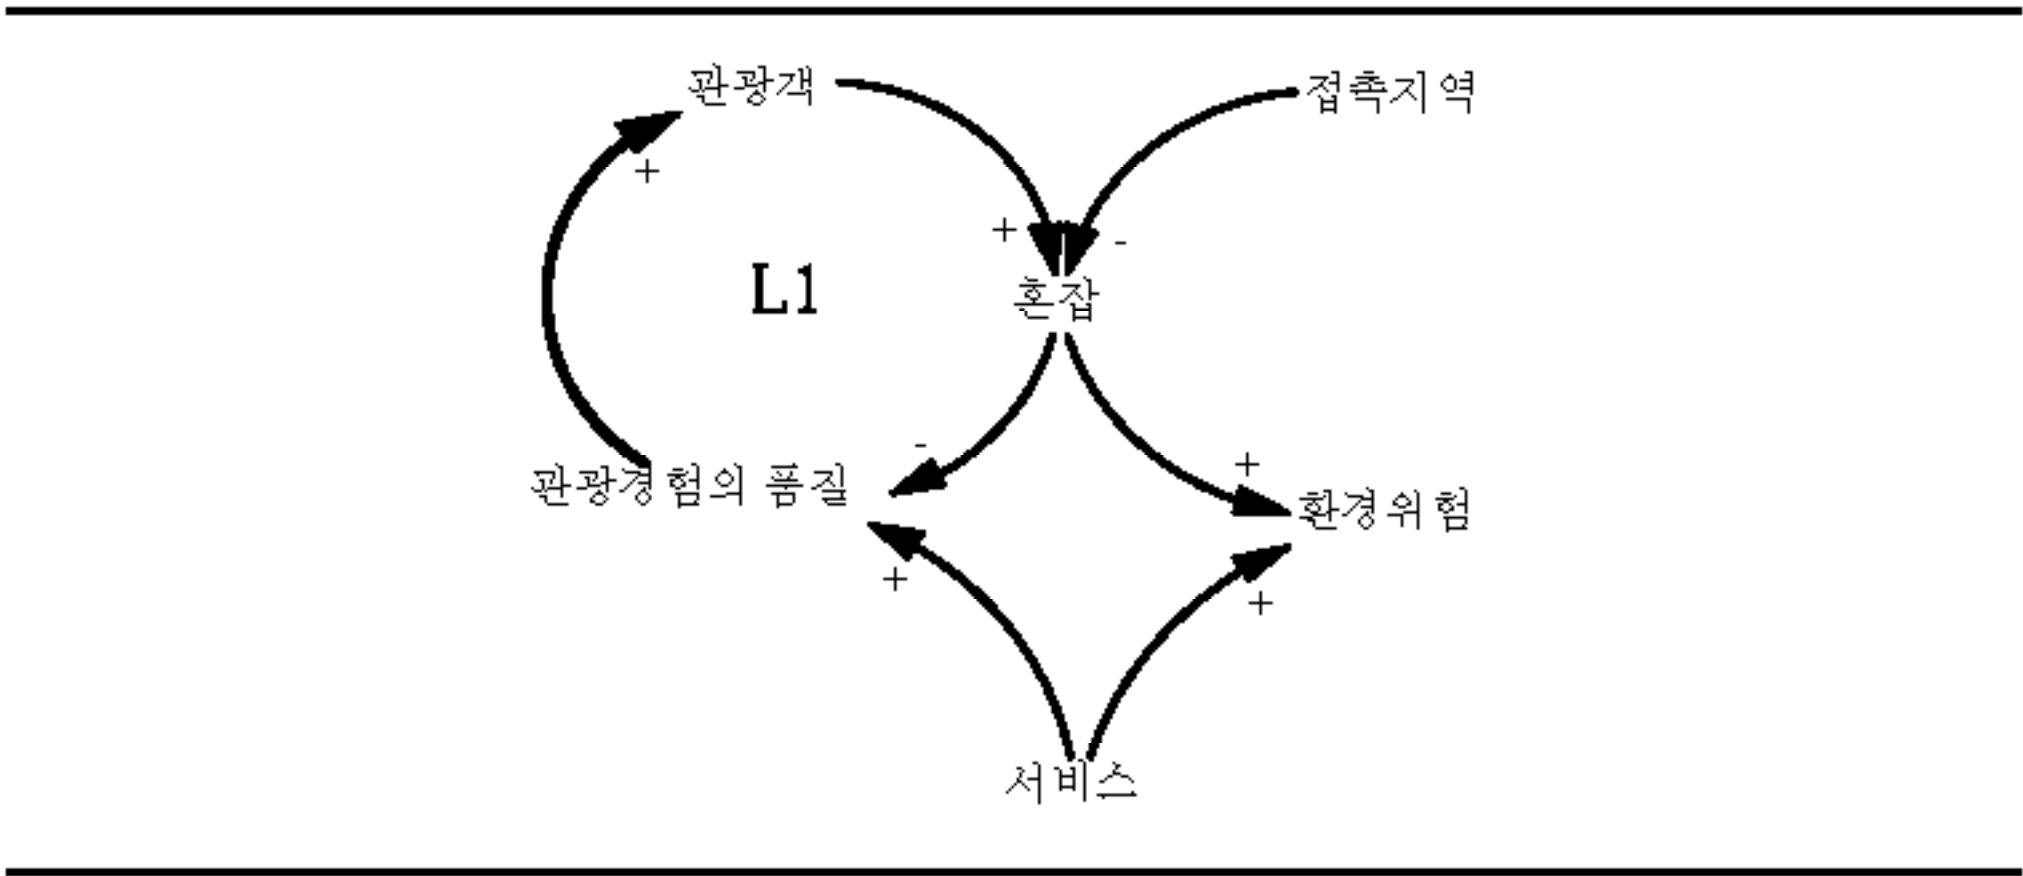 관광객
접촉지역
+
+
-
L1
혼잡
-
+
관광경험의 품질
환경위험
+
+
서비스